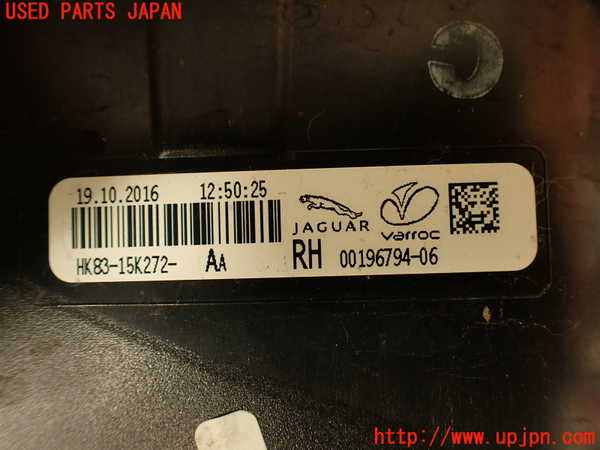 USED PARTS JAPAN
19.10.2016 12:50:25
JAGUAR varroc
HK83-15K272- AA RH 00196794-06
http://www.upjpn.com/